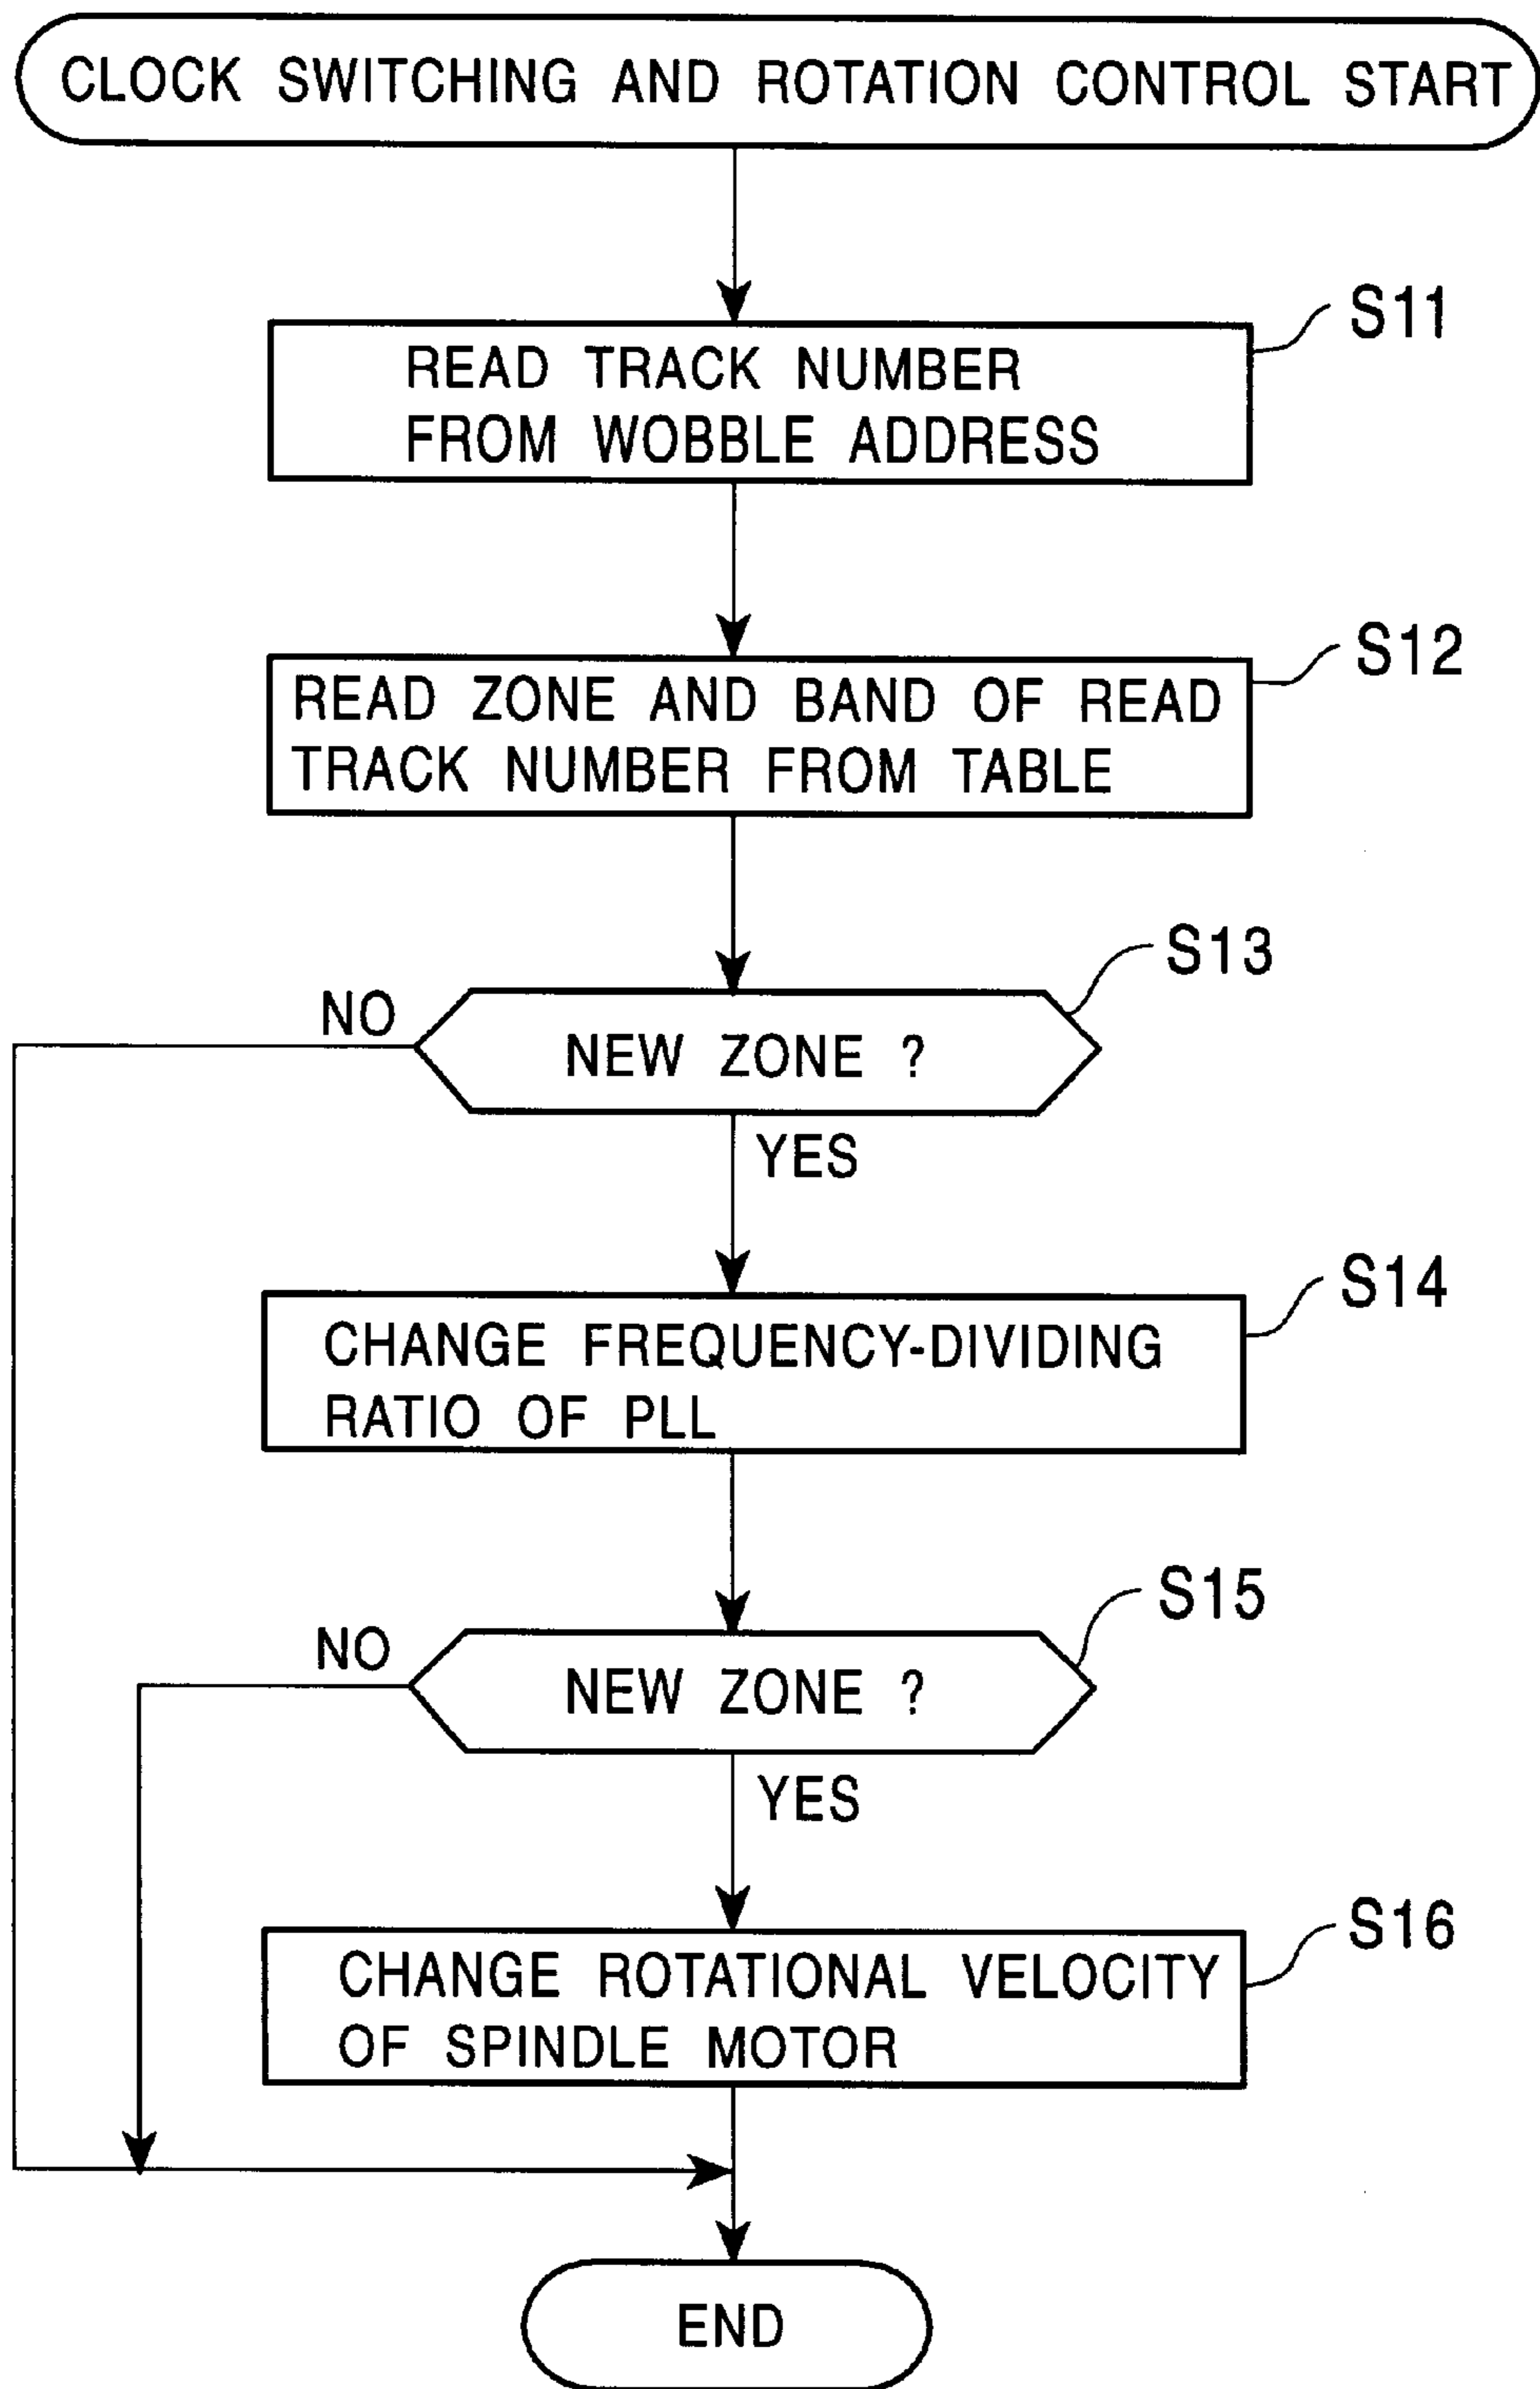 CLOCK SWITCHING AND ROTATION CONTROL START
S11
READ TRACK NUMBER
FROM WOBBLE ADDRESS
S12
READ ZONE AND BAND OF READ
TRACK NUMBER FROM TABLE
S13
NO
NEW ZONE ?
YES
S14
CHANGE FREQUENCY-DIVIDING
RATIO OF PLL
S15
NO
NEW ZONE ?
YES
S16
CHANGE ROTATIONAL VELOCITY
OF SPINDLE MOTOR
END